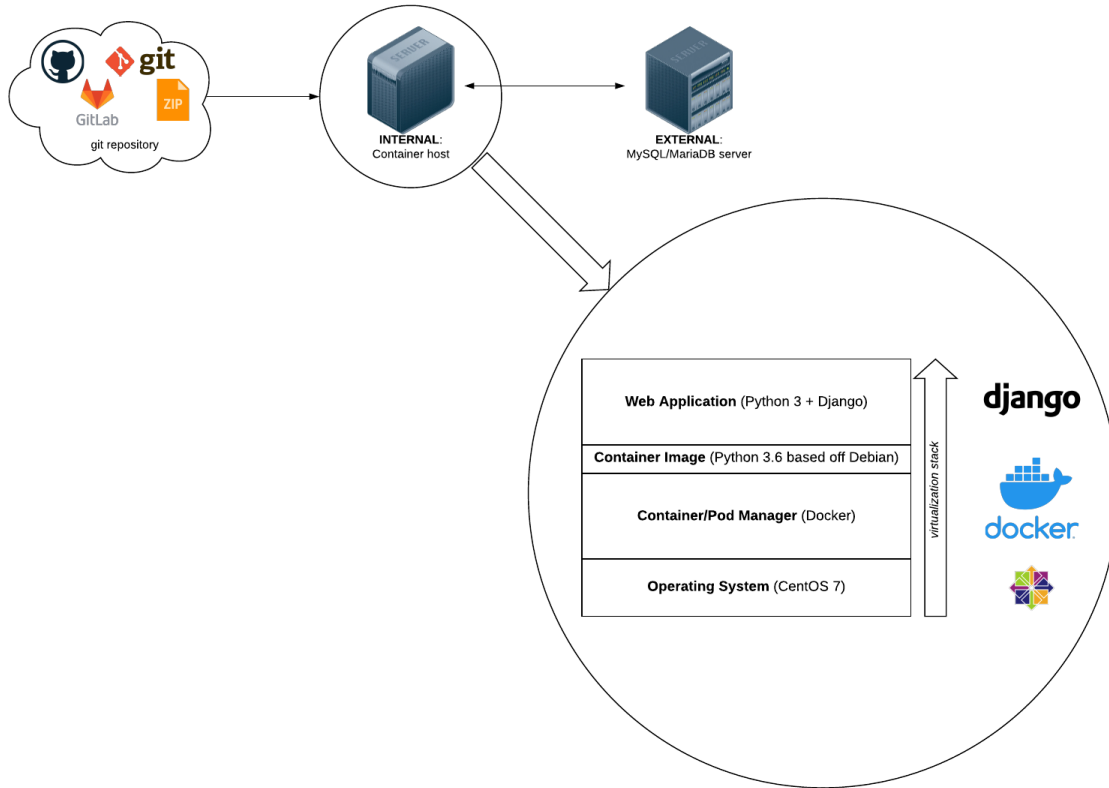 git
GitLab
ZIP
git repository
SERVER
INTERNAL:
Container host
SERVER
EXTERNAL:
MySQL/MariaDB server
Web Application (Python 3 + Django)
Container Image (Python 3.6 based off Debian)
Container/Pod Manager (Docker)
Operating System (CentOS 7)
virtualization stack
django
docker